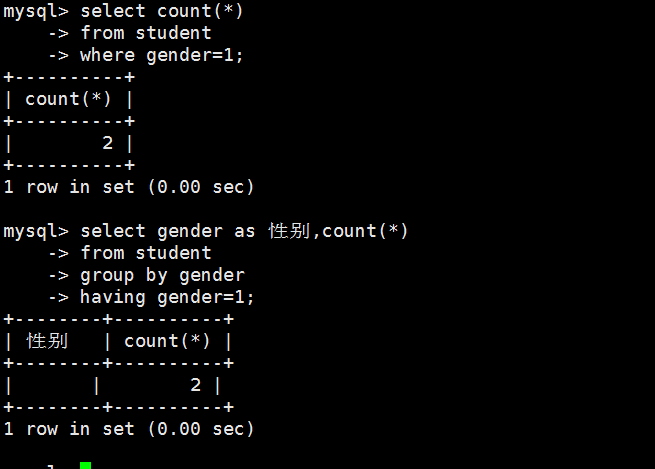 mysql> select count(*)
    -> from student
    -> where gender=1;
+----------+
| count(*) |
+----------+
|        2 |
+----------+
1 row in set (0.00 sec)

mysql> select gender as 性别,count(*)
    -> from student
    -> group by gender
    -> having gender=1;
+--------+----------+
| 性别   | count(*) |
+--------+----------+
|        |        2 |
+--------+----------+
1 row in set (0.00 sec)